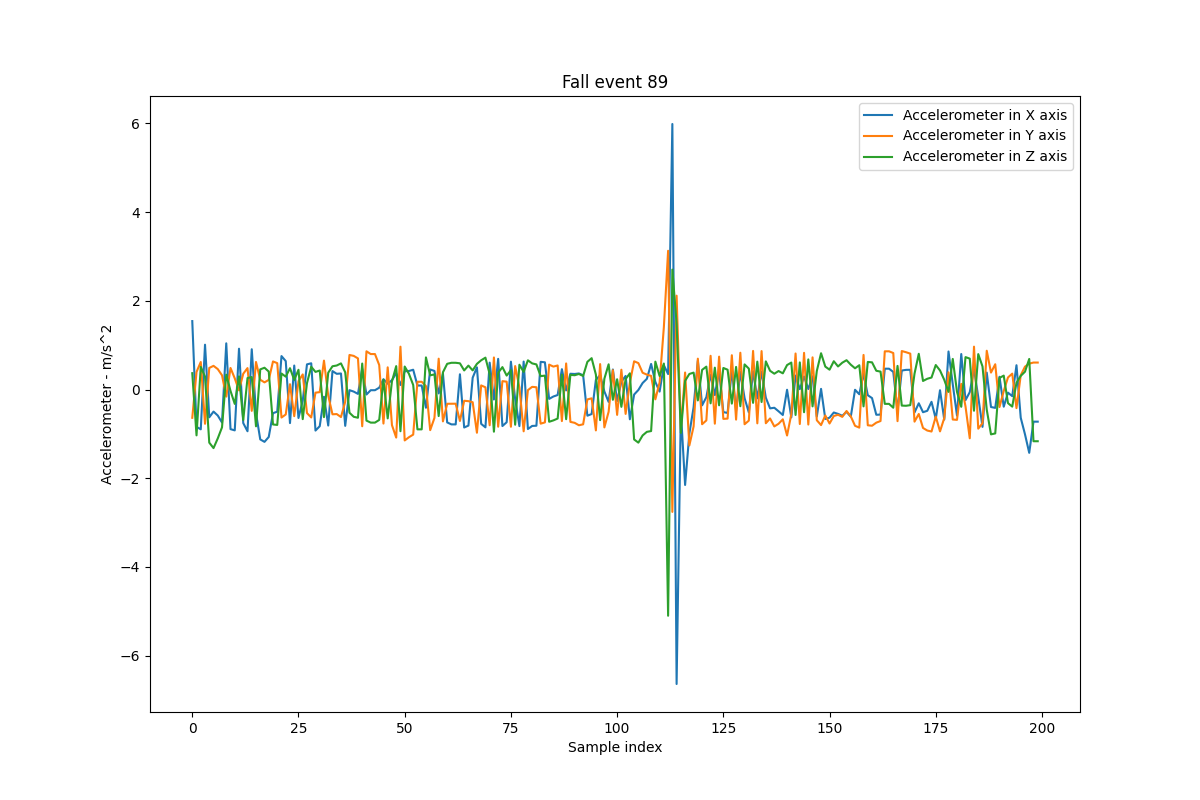 Fall event 89
Accelerometer in X axis
Accelerometer in Y axis
Accelerometer in Z axis
6
4
2
0
−2
−4
−6
Accelerometer - m/s^2
0
25
50
75
100
125
150
175
200
Sample index